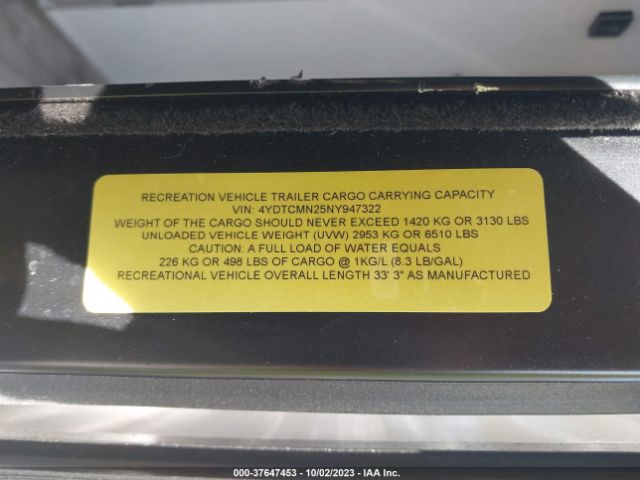 RECREATION VEHICLE TRAILER CARGO CARRYING CAPACITY
VIN: 4YDTCMN25NY947322
WEIGHT OF THE CARGO SHOULD NEVER EXCEED 1420 KG OR 3130 LBS
UNLOADED VEHICLE WEIGHT (UVW) 2953 KG OR 6510 LBS
CAUTION: A FULL LOAD OF WATER EQUALS
226 KG OR 498 LBS OF CARGO @ 1KG/L (8.3 LB/GAL)
RECREATIONAL VEHICLE OVERALL LENGTH 33' 3" AS MANUFACTURED
000-37647453 - 10/02/2023 - IAA Inc.